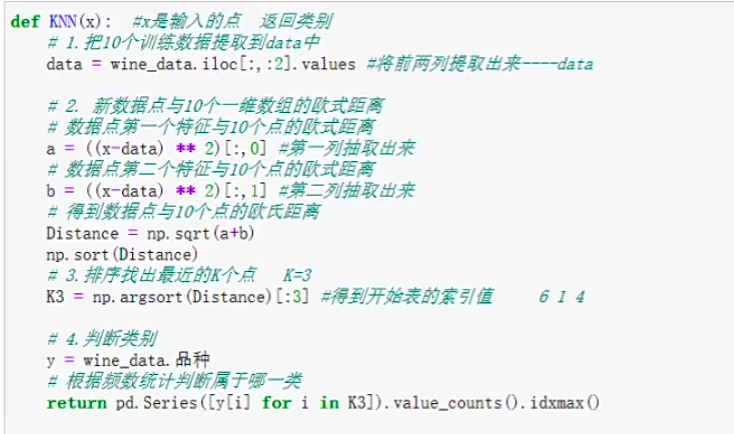 def KNN(x): #x是输入的点 返回类别
# 1.把10个训练数据提取到data中
data = wine_data.iloc[:,:2].values #将前两列提取出来----data
# 2. 新数据点与10个一维数组的欧式距离
# 数据点第一个特征与10个点的欧式距离
a = ((x-data) ** 2)[:,0] #第一列抽取出来
# 数据点第二个特征与10个点的欧式距离
b = ((x-data) ** 2)[:,1] #第二列抽取出来
# 得到数据点与10个点的欧氏距离
Distance = np.sqrt(a+b)
np.sort(Distance)
# 3.排序找出最近的K个点 K=3
K3 = np.argsort(Distance)[:3] #得到开始表的索引值 6 1 4
# 4.判断类别
y = wine_data.品种
# 根据频数统计判断属于哪一类
return pd.Series([y[i] for i in K3]).value_counts().idxmax()